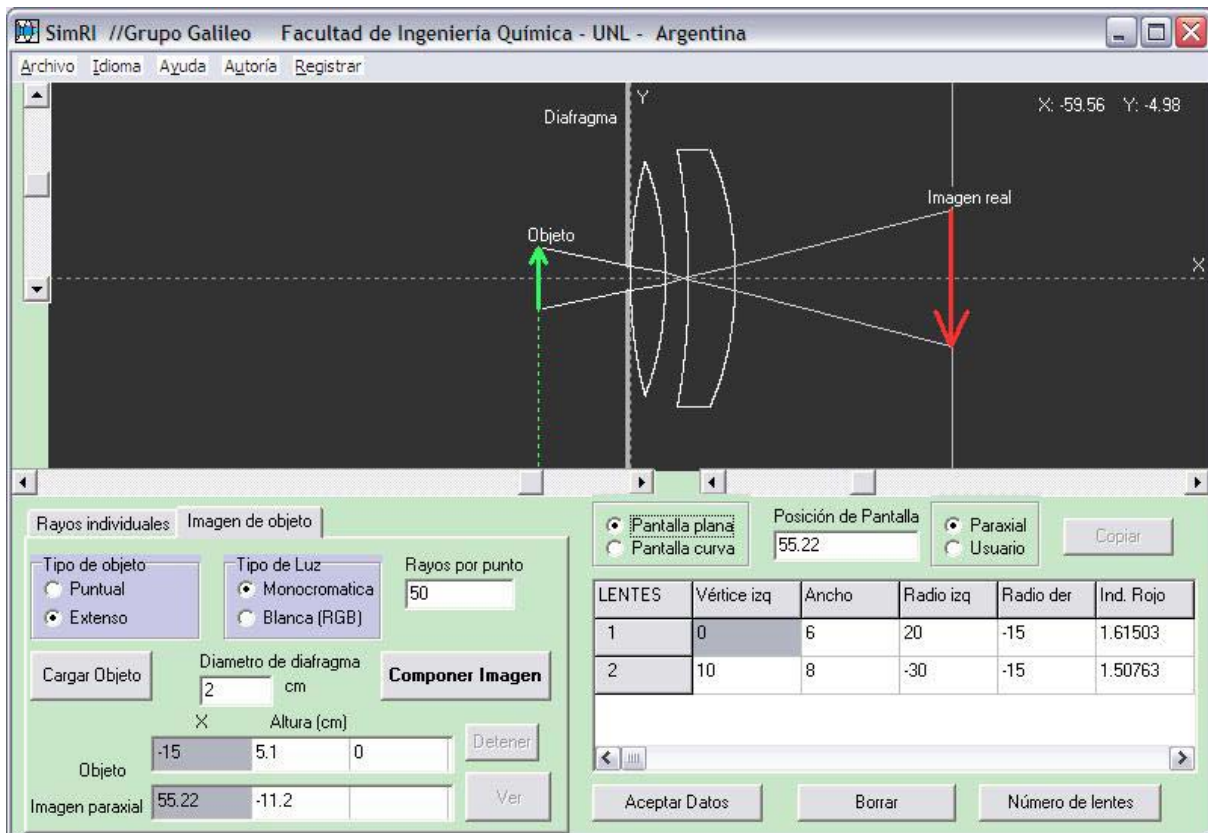 SimRI //Grupo Galileo Facultad de Ingeniería Química - UNL - Argentina
Archivo Idioma Ayuda Autoría Registrar
Y
X: -59.56 Y: -4.98
Diafragma
Imagen real
Objeto
X
Rayos individuales Imagen de objeto
Tipo de objeto
Puntual
Extenso
Tipo de Luz
Monocromatica
Blanca (RGB)
Rayos por punto
50
Cargar Objeto
Diametro de diafragma
2 cm
Componer Imagen
X Altura (cm)
Objeto -15 5.1 0
Imagen paraxial 55.22 -11.2
Detener
Ver
Pantalla plana
Pantalla curva
Posición de Pantalla
55.22
Paraxial
Usuario
Copiar
LENTES Vértice izq Ancho Radio izq Radio der Ind. Rojo
1 0 6 20 -15 1.61503
2 10 8 -30 -15 1.50763
Aceptar Datos Borrar Número de lentes